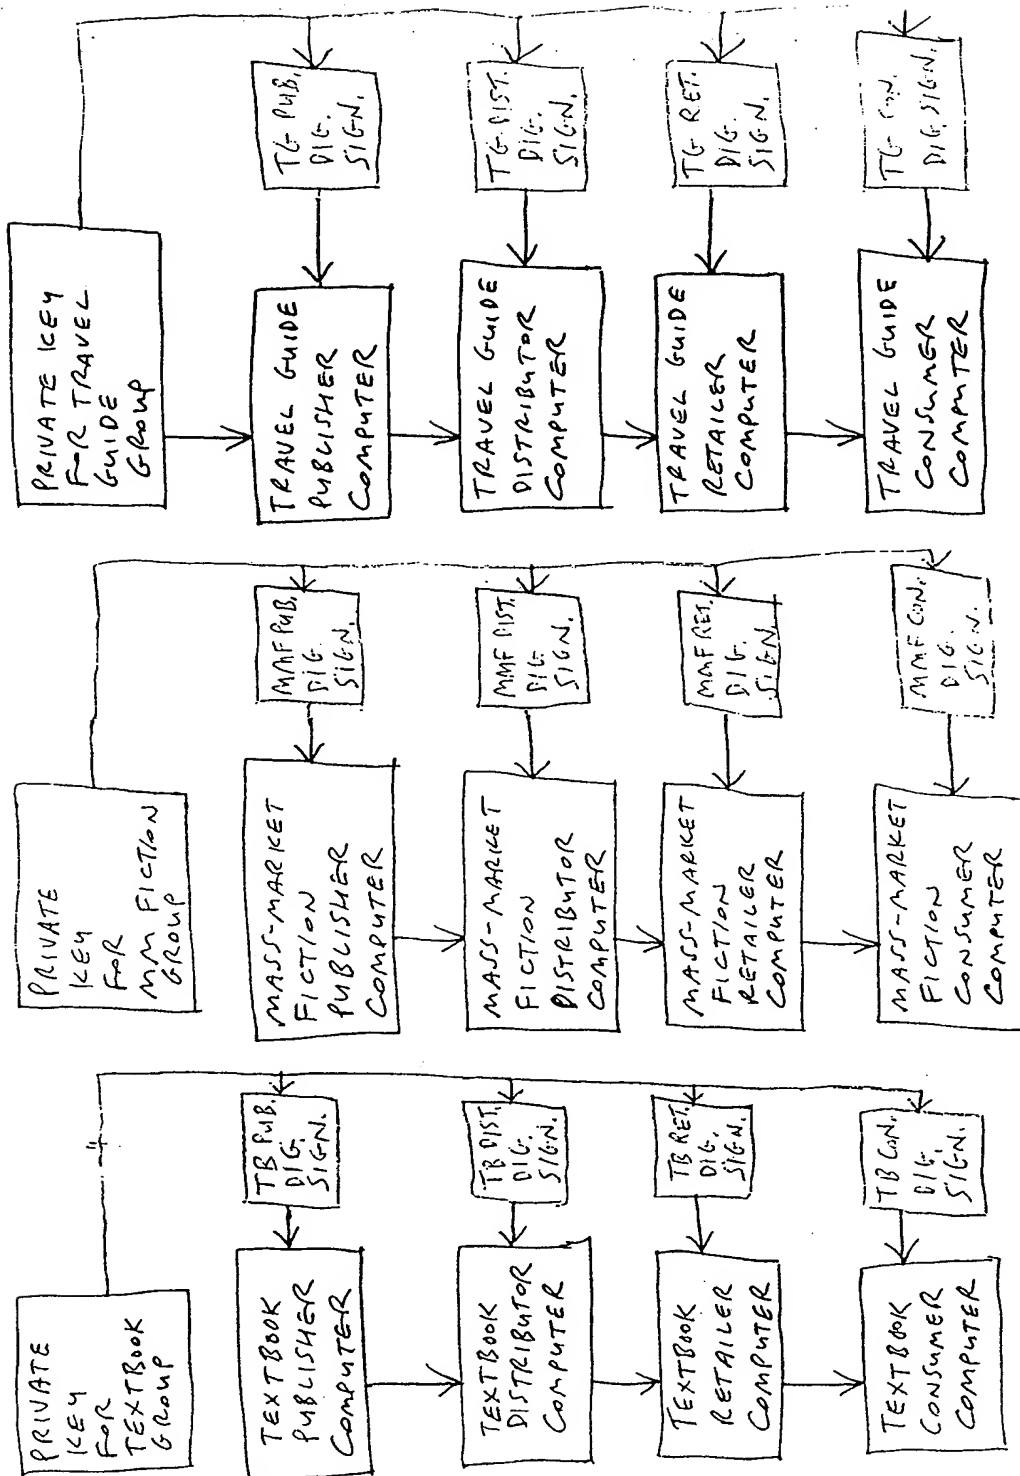 PRIVATE
KEY
FOR
TEXTBOOK
GROUP
TB PUB.
DIG.
SIGN.
TEXTBOOK
PUBLISHER
COMPUTER
TB DIST.
DIG.
SIGN.
TEXTBOOK
DISTRIBUTOR
COMPUTER
TB RET.
DIG.
SIGN.
TEXTBOOK
RETAILER
COMPUTER
TB CON.
DIG.
SIGN.
TEXTBOOK
CONSUMER
COMPUTER
PRIVATE
KEY
FOR
MM FICTION
GROUP
MMF PUB.
DIG.
SIGN.
MASS-MARKET
FICTION
PUBLISHER
COMPUTER
MMF DIST.
DIG.
SIGN.
MASS-MARKET
FICTION
DISTRIBUTOR
COMPUTER
MMF RET.
DIG.
SIGN.
MASS-MARKET
FICTION
RETAILER
COMPUTER
MMF CON.
DIG.
SIGN.
MASS-MARKET
FICTION
CONSUMER
COMPUTER
PRIVATE KEY
FOR TRAVEL
GUIDE
GROUP
TG PUB.
DIG.
SIGN.
TRAVEL GUIDE
PUBLISHER
COMPUTER
TG DIST.
DIG.
SIGN.
TRAVEL GUIDE
DISTRIBUTOR
COMPUTER
TG RET.
DIG.
SIGN.
TRAVEL GUIDE
RETAILER
COMPUTER
TG CON.
DIG. SIGN.
TRAVEL GUIDE
CONSUMER
COMPUTER